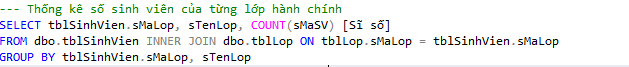 --- Thống kê số sinh viên của từng lớp hành chính
SELECT tblSinhVien.sMaLop, sTenLop, COUNT(sMaSV) [Sĩ số]
FROM dbo.tblSinhVien INNER JOIN dbo.tblLop ON tblLop.sMaLop = tblSinhVien.sMaLop
GROUP BY tblSinhVien.sMaLop, sTenLop